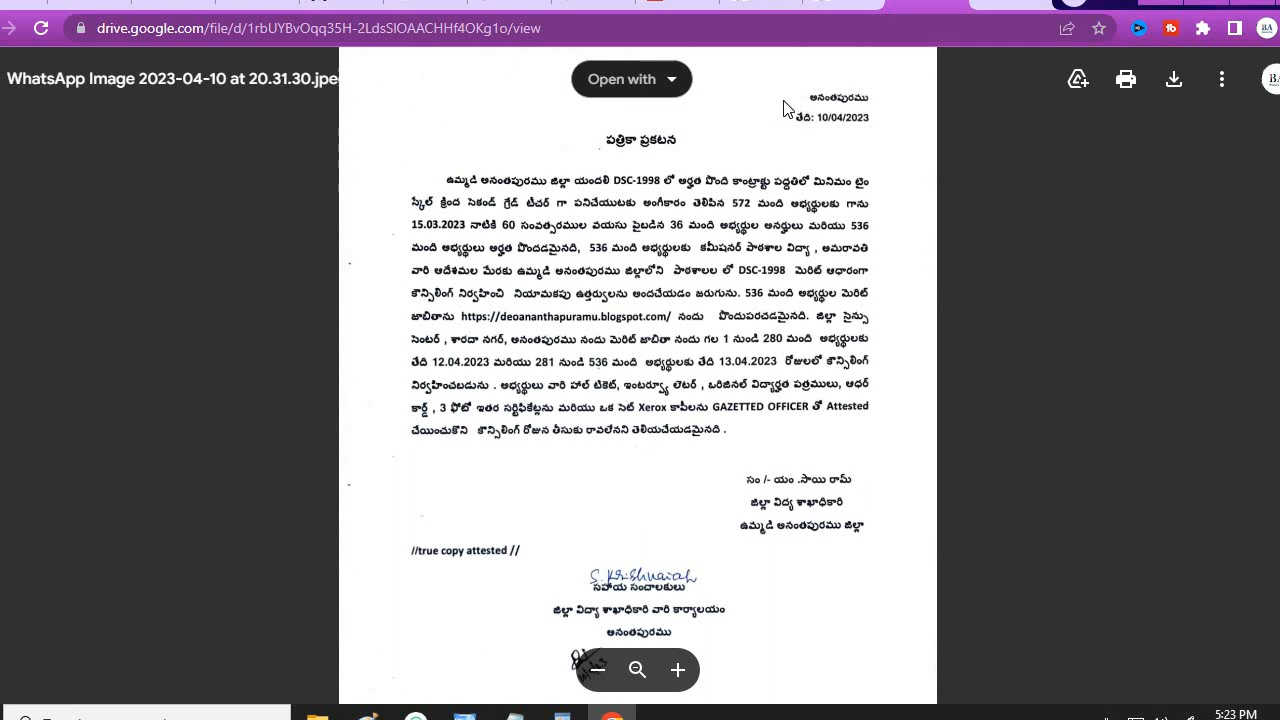 drive.google.com/file/d/1rbUYBvOqq35H-2LdsSlOAACHHf4OKg1o/view
WhatsApp Image 2023-04-10 at 20.31.30.jpe
Open with
అనంతపురము
తేది: 10/04/2023
పత్రికా ప్రకటన
ఉమ్మడి అనంతపురము జిల్లా యందలి DSC-1998 లో అర్హత పొంది కాంట్రాక్టు పద్దతిలో మినిమం టైం
స్కేల్ క్రింద సెకండ్ గ్రేడ్ టీచర్ గా పనిచేయుటకు అంగీకారం తెలిపిన 572 మంది అభ్యర్థులకు గాను
15.03.2023 నాటికి 60 సంవత్సరముల వయసు పైబడిన 36 మంది అభ్యర్థుల అనర్హులు మరియు 536
మంది అభ్యర్థులు అర్హత పొందడమైనది, 536 మంది అభ్యర్థులకు కమీషనర్ పాఠశాల విద్యా , అమరావతి
వారి ఆదేశముల మేరకు ఉమ్మడి అనంతపురము జిల్లాలోని పాఠశాలల లో DSC-1998 మెరిట్ ఆధారంగా
కౌన్సిలింగ్ నిర్వహించి నియామకపు ఉత్తర్వులను అందచేయడం జరుగును. 536 మంది అభ్యర్థుల మెరిట్
జాబితాను https://deoananthapuramu.blogspot.com/ నందు పొందుపరచడమైనది. జిల్లా సైన్సు
సెంటర్ , శారదా నగర్, అనంతపురము నందు మెరిట్ జాబితా నందు గల 1 నుండి 280 మంది అభ్యర్థులకు
తేది 12.04.2023 మరియు 281 నుండి 536 మంది అభ్యర్థులకు తేది 13.04.2023 రోజులలో కౌన్సిలింగ్
నిర్వహించబడును . అభ్యర్థులు వారి హాల్ టికెట్, ఇంటర్వ్యూ లెటర్ , ఒరిజినల్ విద్యార్హత పత్రములు, ఆధర్
కార్డ్ , 3 ఫోటో ఇతర సర్టిఫికేట్లను మరియు ఒక సెట్ Xerox కాపీలను GAZETTED OFFICER తో Attested
చేయించుకొని కౌన్సిలింగ్ రోజున తీసుకు రావలేనని తెలియచేయడమైనది .
సం /- యం .సాయి రామ్
జిల్లా విద్య శాఖాధికారి
ఉమ్మడి అనంతపురము జిల్లా
//true copy attested //
S. Krishnaiah
సహాయ సంచాలకులు
జిల్లా విద్యా శాఖాధికారి వారి కార్యాలయం
అనంతపురము
5:23 PM